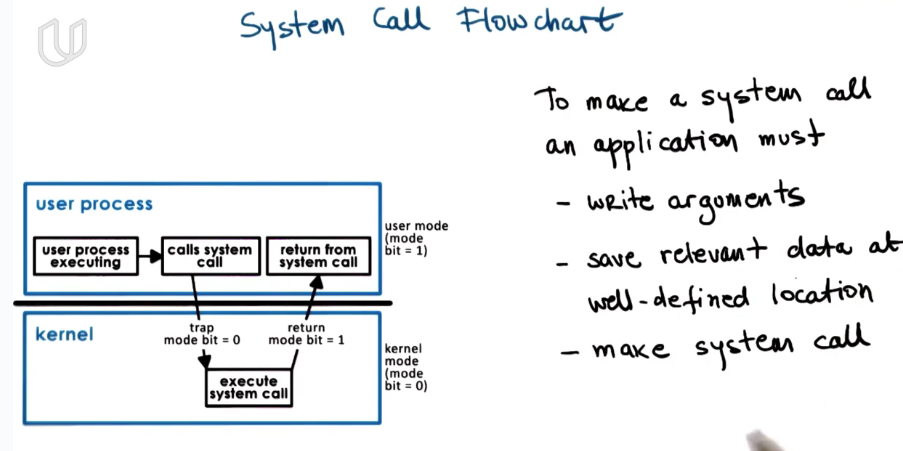 System Call Flowchart
To make a system call
an application must
- write arguments
- save relevant data at
well-defined location
- make system call
user process
user process
executing
calls system
call
return from
system call
user mode
(mode
bit = 1)
kernel
trap
mode bit = 0
return
mode bit = 1
execute
system call
kernel
mode
(mode
bit = 0)